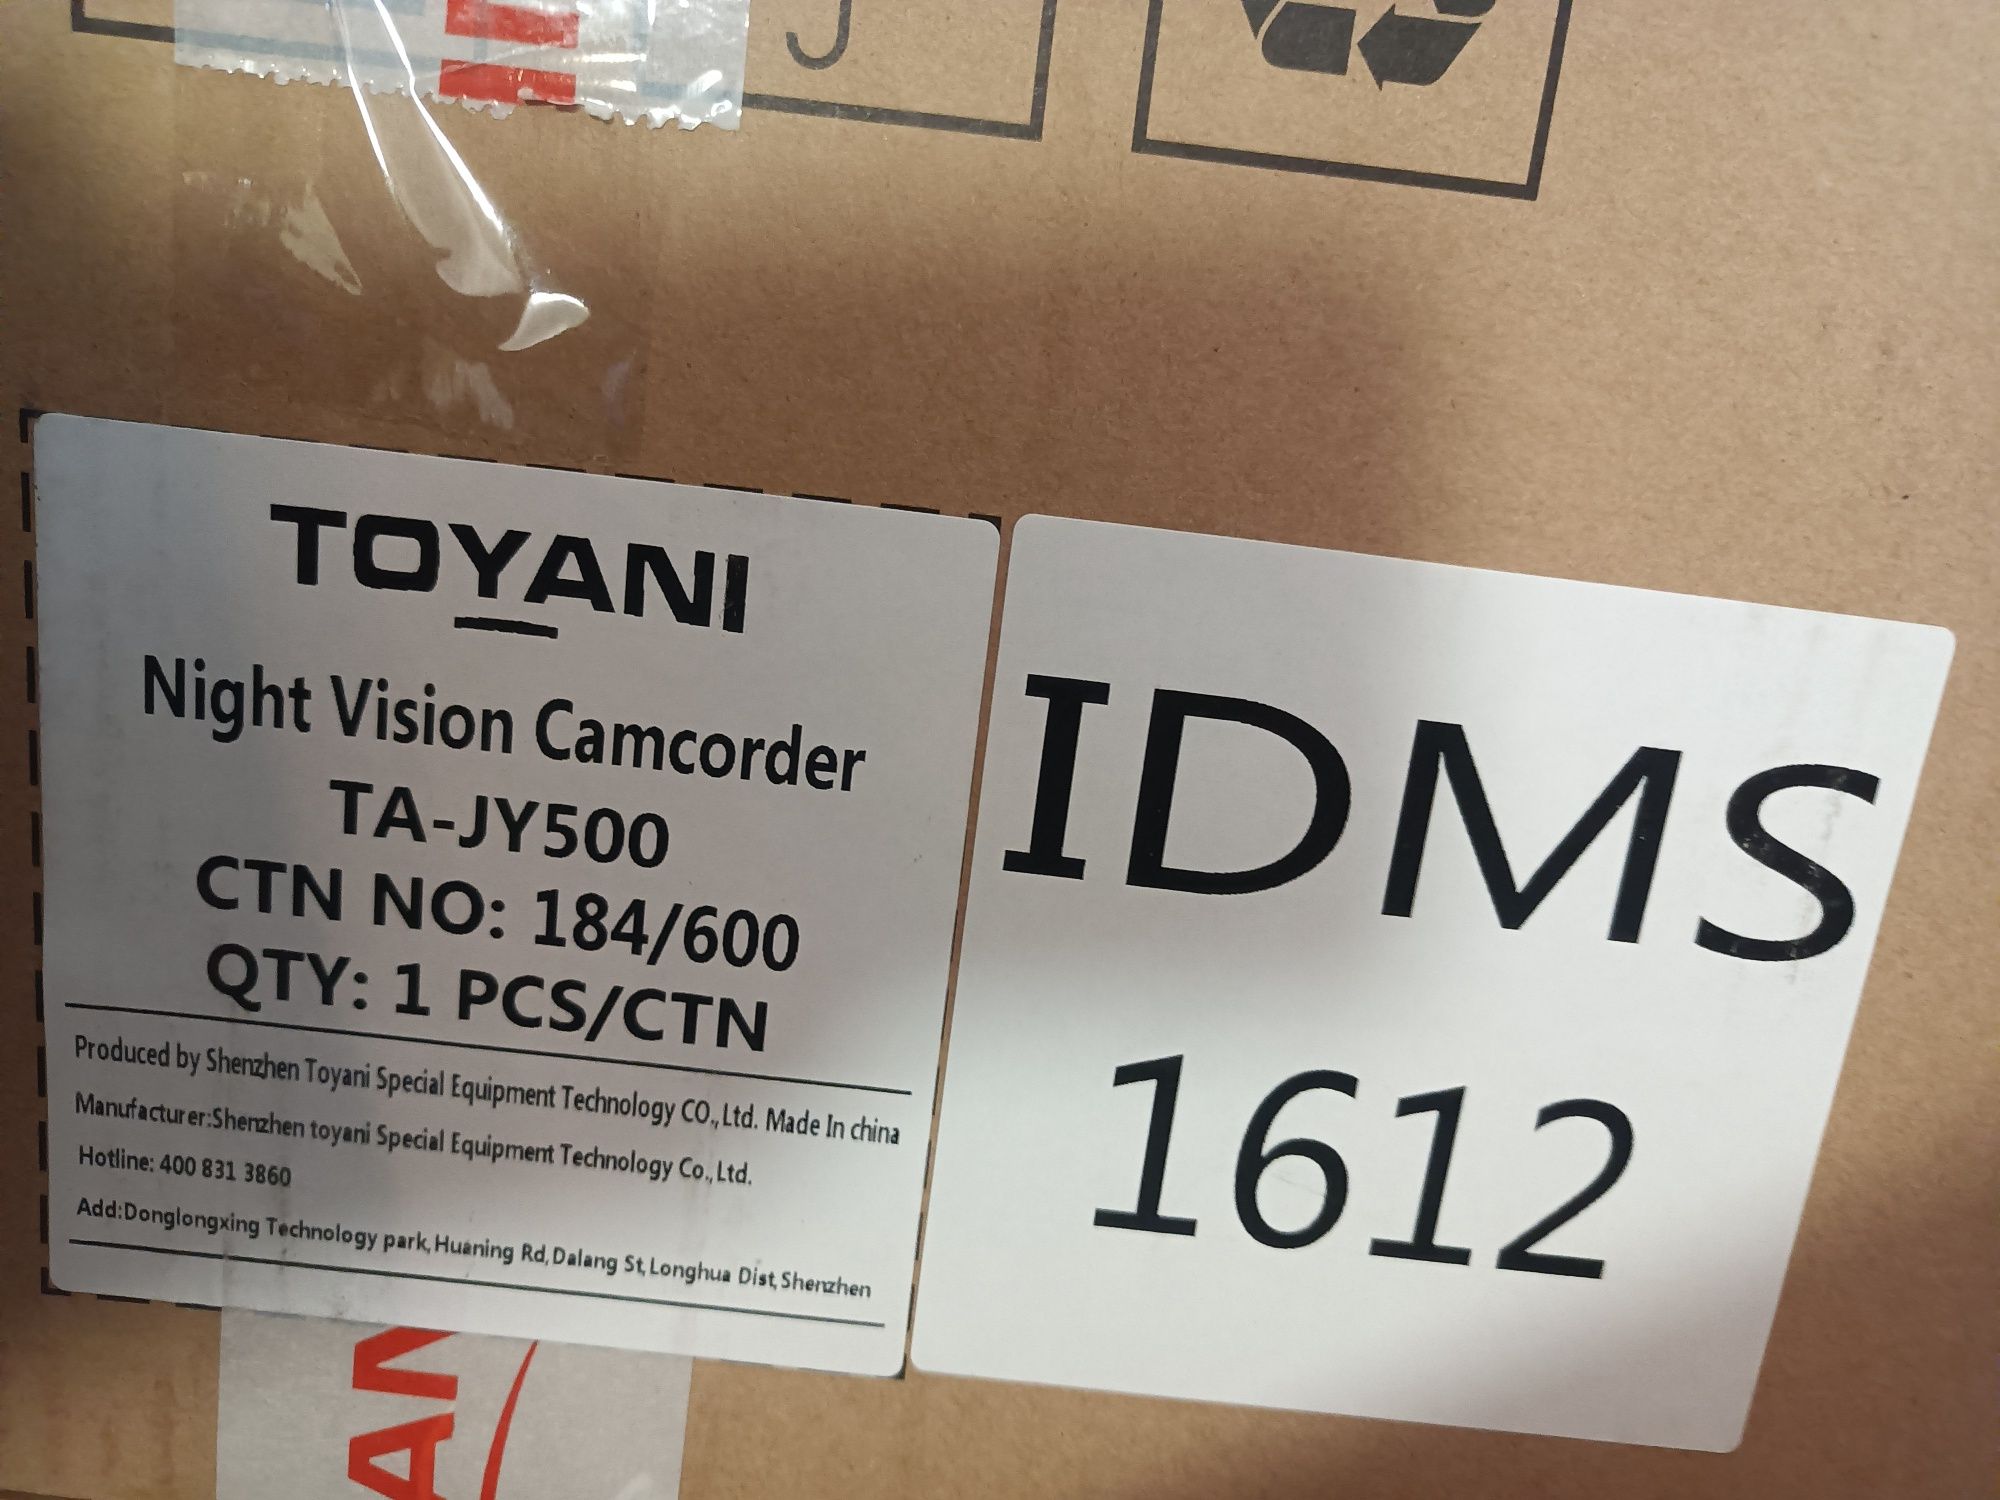 TOYANI
Night Vision Camcorder
TA-JY500
CTN NO: 184/600
QTY: 1 PCS/CTN
Produced by Shenzhen Toyani Special Equipment Technology CO.,Ltd. Made In china
Manufacturer:Shenzhen toyani Special Equipment Technology Co.,Ltd.
Hotline: 400 831 3860
Add:Donglongxing Technology park,Huaning Rd,Dalang St,Longhua Dist,Shenzhen
IDMS
1612